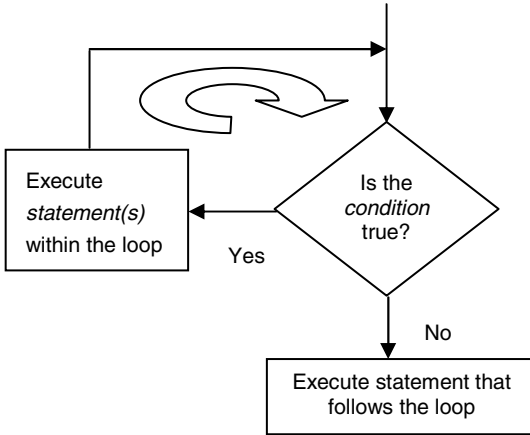 Execute
statement(s)
within the loop
Is the
condition
true?
Yes
No
Execute statement that
follows the loop